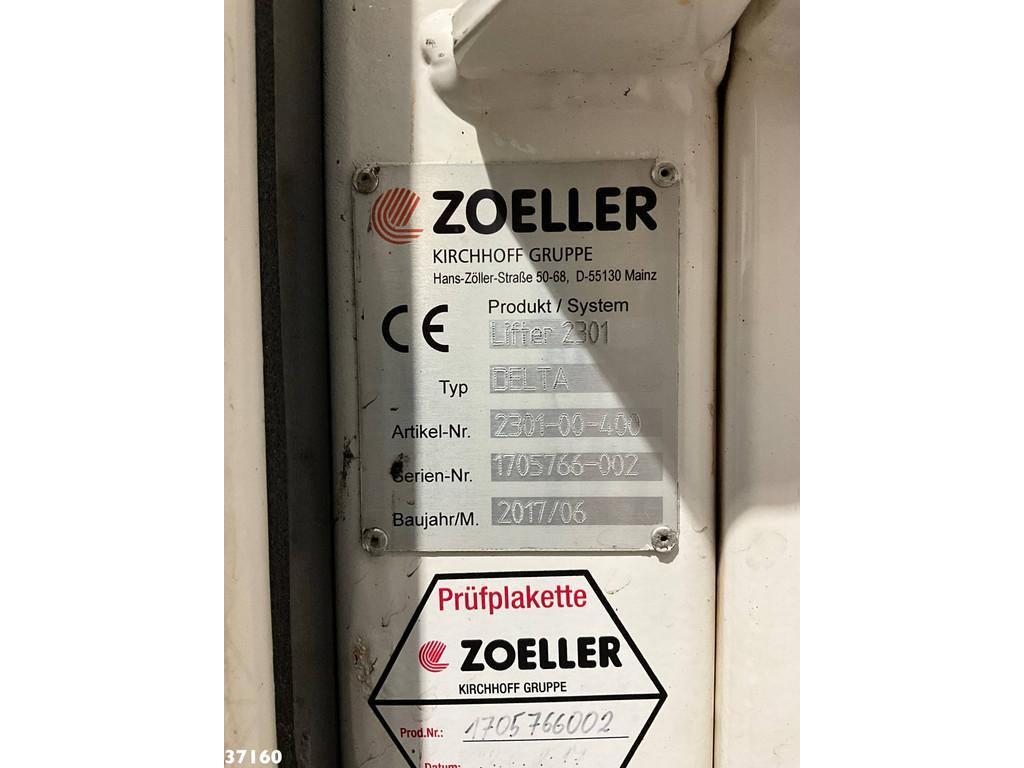 ZOELLER
KIRCHHOFF GRUPPE
Hans-Zöller-Straße 50-68, D-55130 Mainz
CE
Produkt / System
Lifter 2301
Typ DELTA
Artikel-Nr. 2301-00-400
Serien-Nr. 1705766-002
Baujahr/M. 2017/06
Prüfplakette
ZOELLER
KIRCHHOFF GRUPPE
Prod.Nr.: 1705766002
Datum:
37160